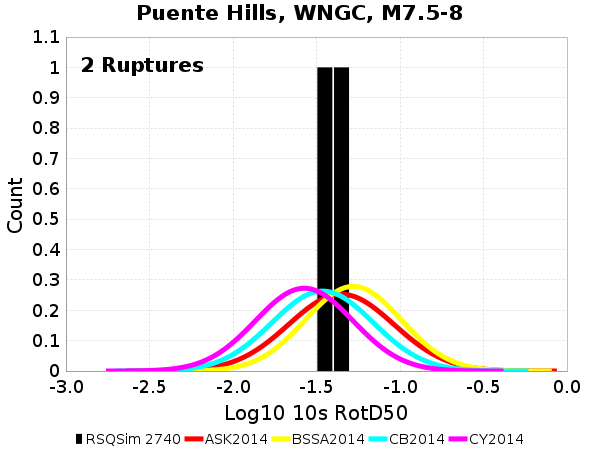 Puente Hills, WNGC, M7.5-8
2 Ruptures
1.1
1
0.9
0.8
0.7
0.6
0.5
0.4
0.3
0.2
0.1
0
Count
-3.0 -2.5 -2.0 -1.5 -1.0 -0.5 0.0
Log10 10s RotD50
RSQSim 2740 ASK2014 BSSA2014 CB2014 CY2014